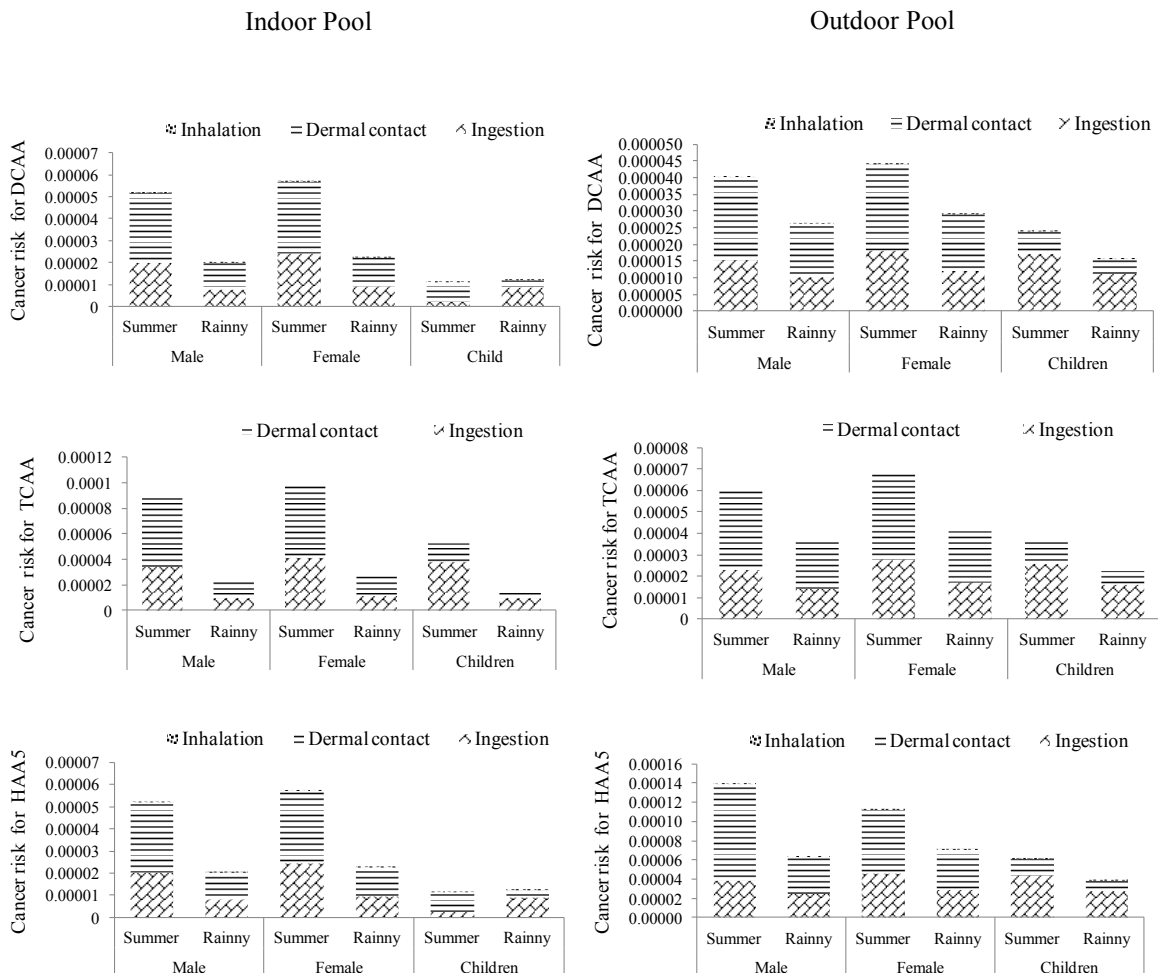 Indoor Pool
Outdoor Pool
Inhalation Dermal contact Ingestion
Cancer risk for DCAA
0.00007
0.00006
0.00005
0.00004
0.00003
0.00002
0.00001
0
Summer Rainny Summer Rainny Summer Rainny
Male Female Child
Inhalation Dermal contact Ingestion
Cancer risk for DCAA
0.000050
0.000045
0.000040
0.000035
0.000030
0.000025
0.000020
0.000015
0.000010
0.000005
0.000000
Summer Rainny Summer Rainny Summer Rainny
Male Female Children
Dermal contact Ingestion
Cancer risk for TCAA
0.00012
0.0001
0.00008
0.00006
0.00004
0.00002
0
Summer Rainny Summer Rainny Summer Rainny
Male Female Children
Dermal contact Ingestion
Cancer risk for TCAA
0.00008
0.00007
0.00006
0.00005
0.00004
0.00003
0.00002
0.00001
0
Summer Rainny Summer Rainny Summer Rainny
Male Female Children
Inhalation Dermal contact Ingestion
Cancer risk for HAA5
0.00007
0.00006
0.00005
0.00004
0.00003
0.00002
0.00001
0
Summer Rainny Summer Rainny Summer Rainny
Male Female Children
Inhalation Dermal contact Ingestion
Cancer risk for HAA5
0.00016
0.00014
0.00012
0.00010
0.00008
0.00006
0.00004
0.00002
0.00000
Summer Rainny Summer Rainny Summer Rainny
Male Female Children